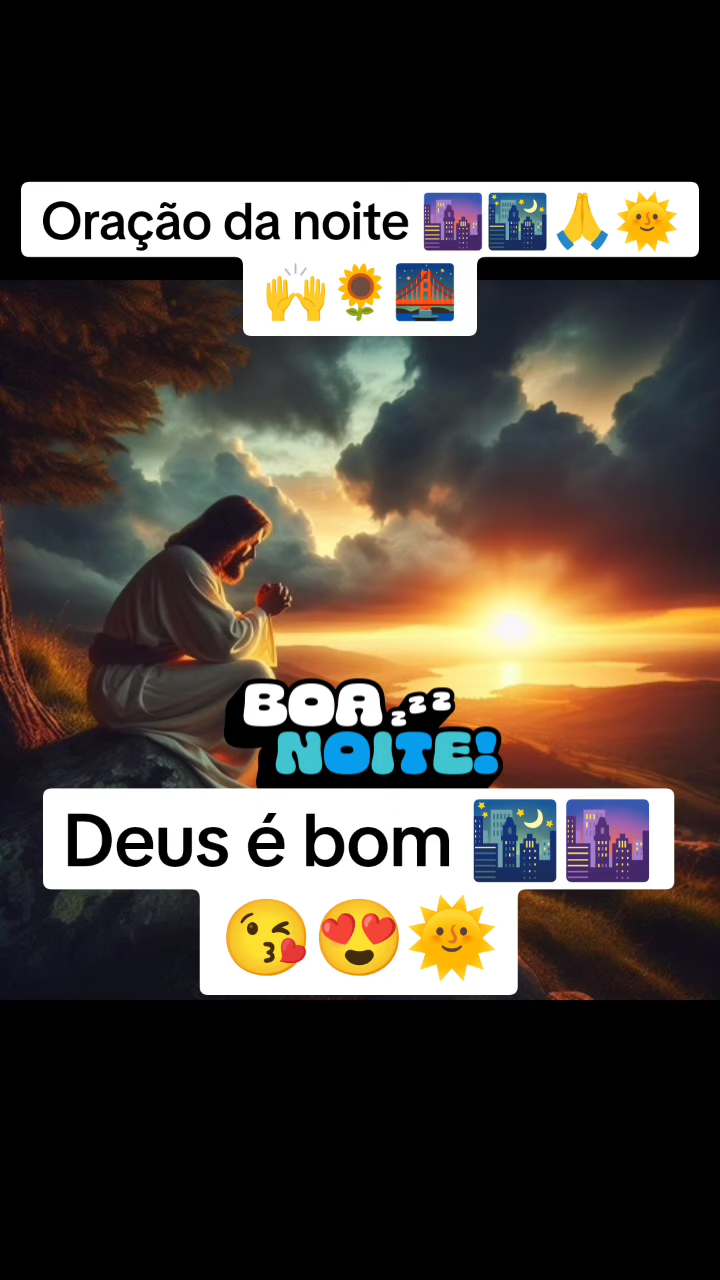 Oração da noite 🌆🌃🙏🌞
🙌🌻🌉
BOA zzz
NOITE!
Deus é bom 🌃🌆
😘😍🌞